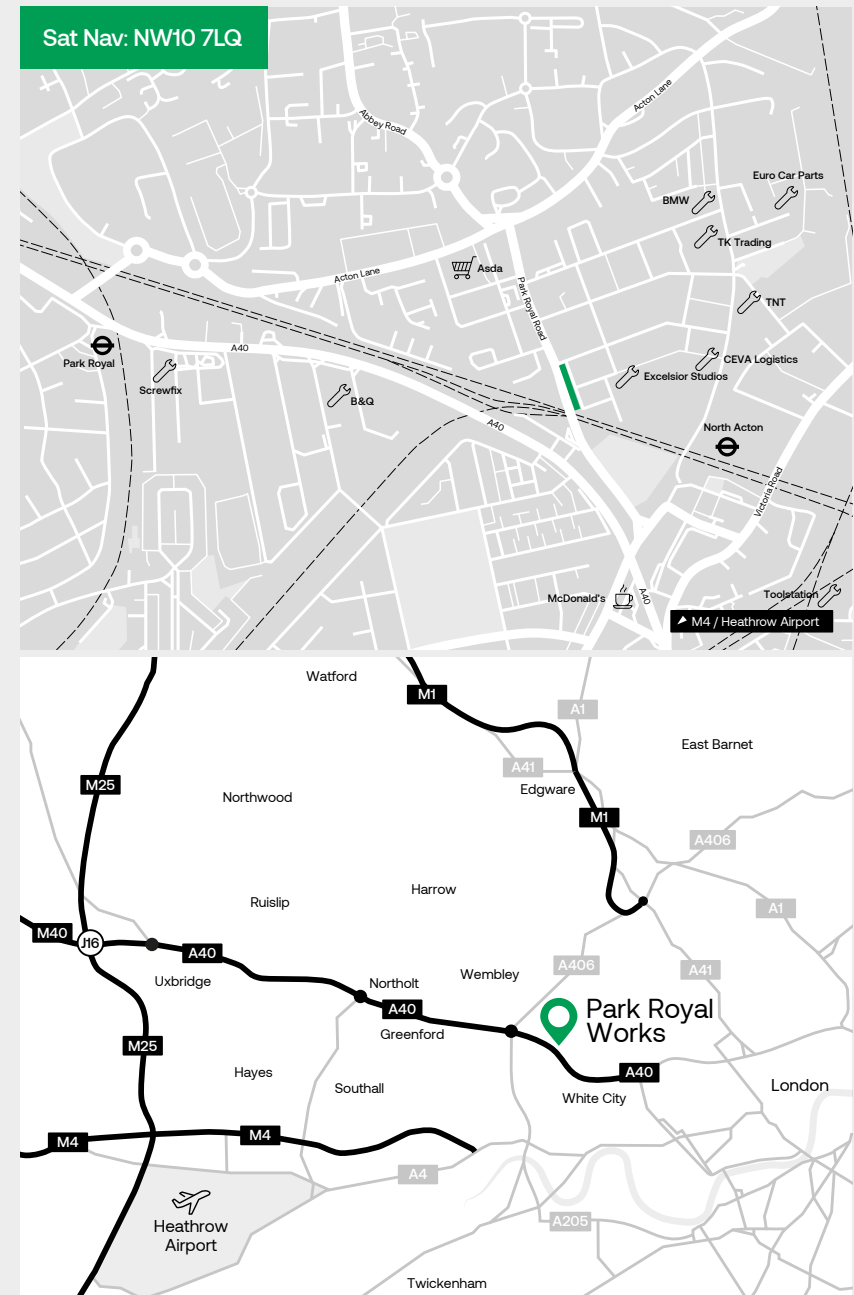 Sat Nav: NW10 7LQ
Abbey Road
Acton Lane
Euro Car Parts
BMW
TK Trading
Asda
Acton Lane
Park Royal Road
TNT
A40
Park Royal
Screwfix
B&Q
CEVA Logistics
Excelsior Studios
A40
North Acton
Victoria Road
McDonald's
A40
Toolstation
M4 / Heathrow Airport
Watford
M1
A1
East Barnet
A41
Edgware
M25
Northwood
M1
A406
Harrow
Ruislip
A1
M40
J16
A40
Uxbridge
Northolt
Wembley
A406
A41
A40
Greenford
Park Royal
Works
M25
Hayes
Southall
A40
White City
London
M4
M4
A4
Heathrow
Airport
A205
Twickenham